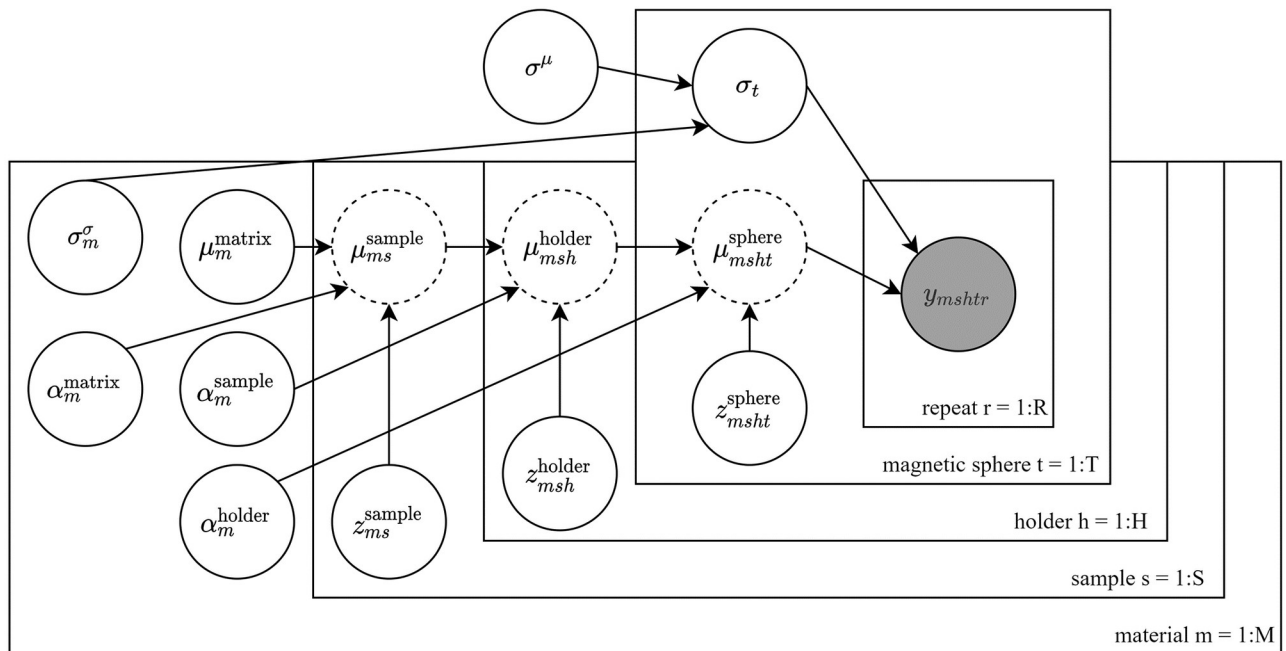 σ^μ
σ_t
σ_m^σ
μ_m^matrix
μ_ms^sample
μ_msh^holder
μ_msht^sphere
y_mshtr
α_m^matrix
α_m^sample
z_msht^sphere
repeat r = 1:R
magnetic sphere t = 1:T
α_m^holder
z_ms^sample
z_msh^holder
holder h = 1:H
sample s = 1:S
material m = 1:M